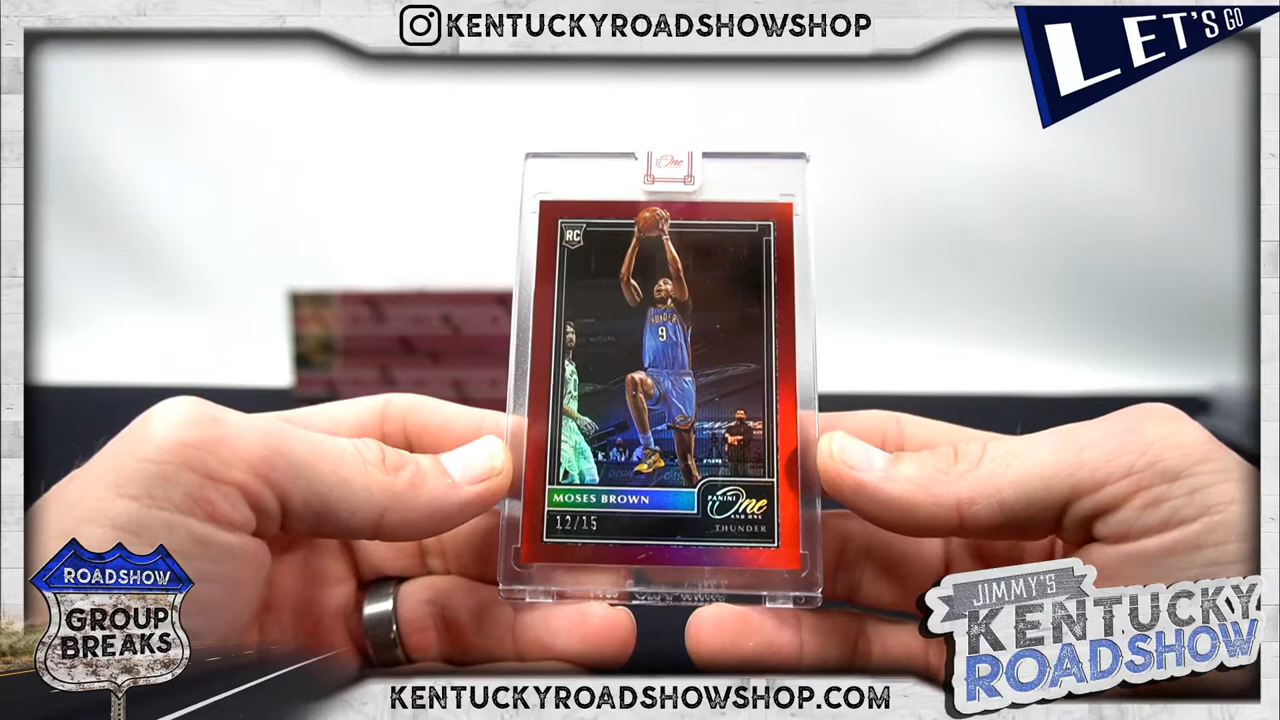 KENTUCKYROADSHOWSHOP
LET'S GO
One
RC
THUNDER
9
MOSES BROWN
12/15
PANINI
One
AND ONE
THUNDER
ROADSHOW
GROUP
BREAKS
JIMMY'S
KENTUCKY
ROADSHOW
KENTUCKYROADSHOWSHOP.COM